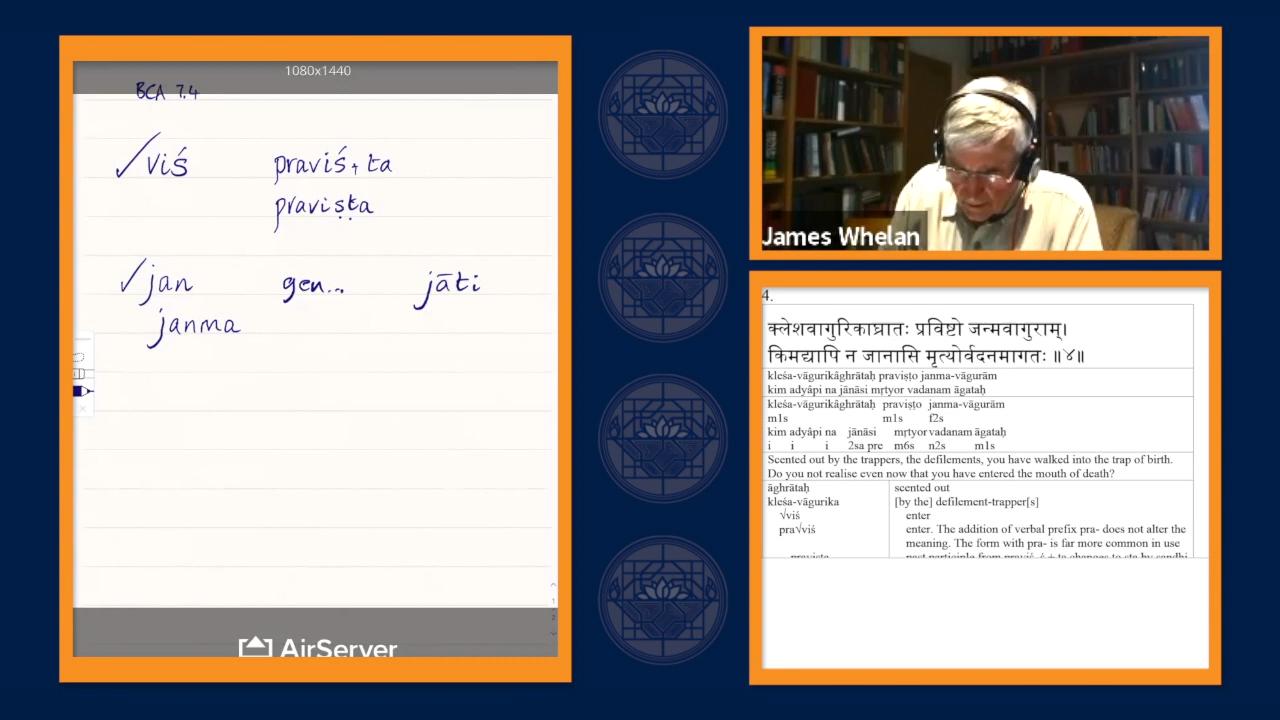 1080x1440
BCA 7.4
√viś praviś + ta
praviṣṭa
√jan gen... jāti
janma
AirServer
James Whelan
4.
क्लेशवागुरिकाघ्रातः प्रविष्टो जन्मवागुराम्।
किमद्यापि न जानासि मृत्योर्वदनमागतः ॥४॥
kleśa-vāgurikâghrātaḥ praviṣṭo janma-vāgurām
kim adyâpi na jānāsi mṛtyor vadanam āgataḥ
kleśa-vāgurikâghrātaḥ praviṣṭo janma-vāgurām
m1s m1s f2s
kim adyâpi na jānāsi mṛtyor vadanam āgataḥ
i i i 2sa pre m6s n2s m1s
Scented out by the trappers, the defilements, you have walked into the trap of birth.
Do you not realise even now that you have entered the mouth of death?
āghrātaḥ scented out
kleśa-vāgurika [by the] defilement-trapper[s]
√viś enter
pra√viś enter. The addition of verbal prefix pra- does not alter the
meaning. The form with pra- is far more common in use